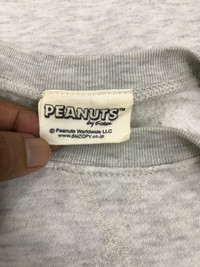 PEANUTS™
by Schulz
© Peanuts Worldwide LLC
www.SNOOPY.co.jp